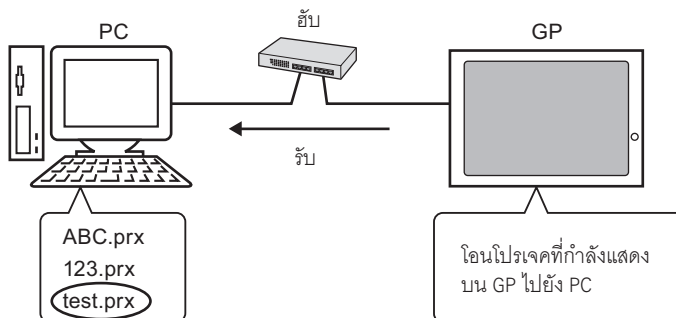 ฮับ
PC
GP
รับ
ABC.prx
123.prx
test.prx
โอนโปรเจคที่กำลังแสดง
บน GP ไปยัง PC